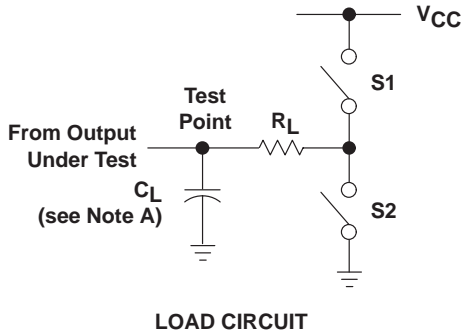 VCC
S1
Test
Point
RL
From Output
Under Test
CL
(see Note A)
S2
LOAD CIRCUIT